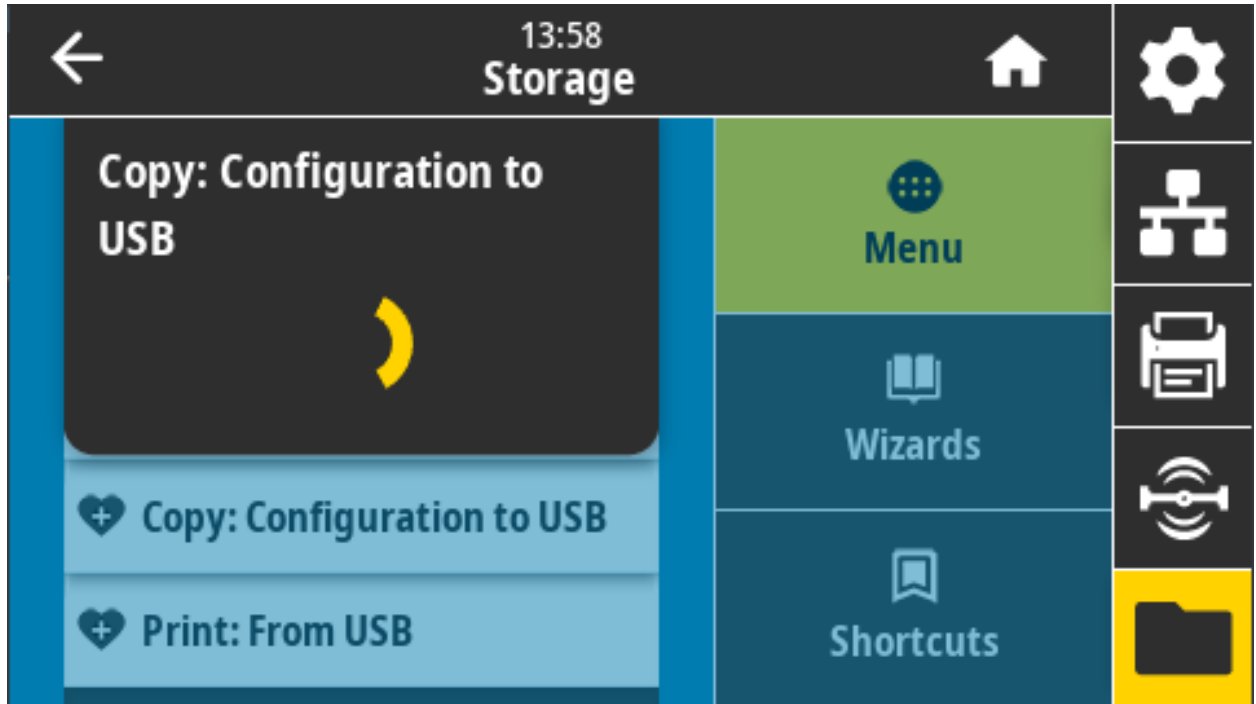 13:58
Storage
Copy: Configuration to
USB
Copy: Configuration to USB
Print: From USB
Menu
Wizards
Shortcuts